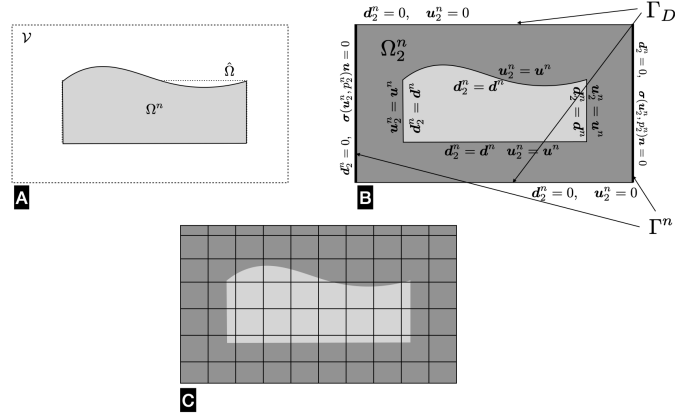 𝒱
Ω̂
Ωⁿ
A
𝒅₂ⁿ = 0, 𝒖₂ⁿ = 0
Γ_D
Ω₂ⁿ
𝒖₂ⁿ = 𝒖ⁿ
𝒅₂ⁿ = 𝒅ⁿ
𝒅₂ⁿ = 0, 𝝈(𝒖₂ⁿ, p₂ⁿ)𝒏 = 0
𝒖₂ⁿ = 𝒖ⁿ
𝒅₂ⁿ = 𝒅ⁿ
𝒅₂ⁿ = 𝒅ⁿ
𝒖₂ⁿ = 𝒖ⁿ
𝒅₂ⁿ = 0, 𝝈(𝒖₂ⁿ, p₂ⁿ)𝒏 = 0
𝒅₂ⁿ = 𝒅ⁿ 𝒖₂ⁿ = 𝒖ⁿ
𝒅₂ⁿ = 0, 𝒖₂ⁿ = 0
B
Γⁿ
C